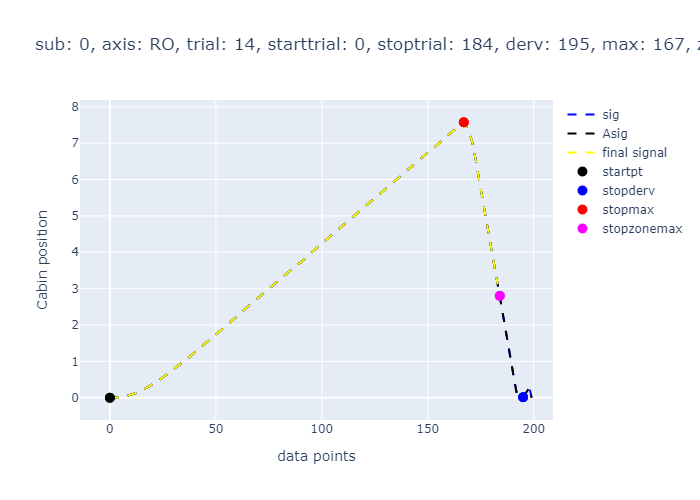 sub: 0, axis: RO, trial: 14, starttrial: 0, stoptrial: 184, derv: 195, max: 167, z
8
7
6
5
4
3
2
1
0
Cabin position
0 50 100 150 200
data points
sig
Asig
final signal
startpt
stopderv
stopmax
stopzonemax